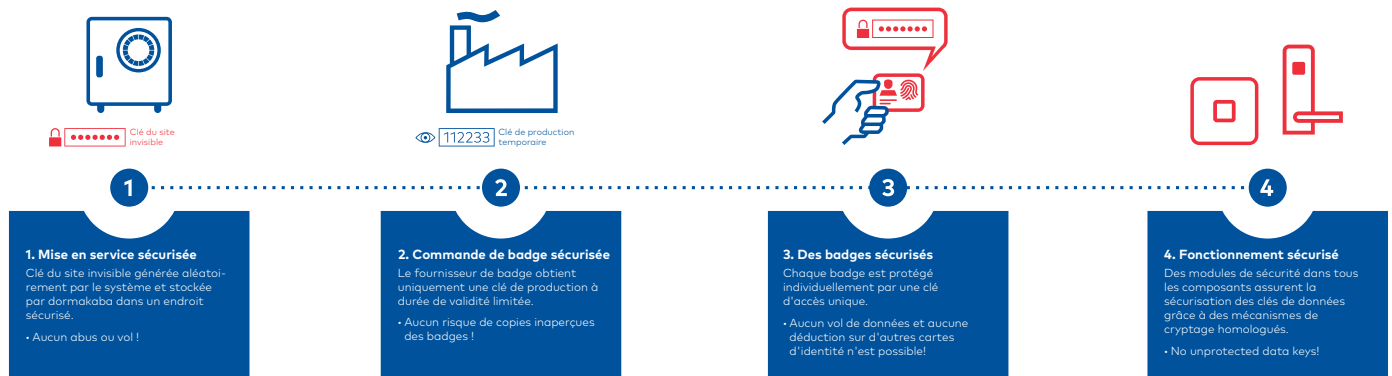 Clé du site
invisible
112233
Clé de production
temporaire
1
2
3
4
1. Mise en service sécurisée
Clé du site invisible générée aléatoi-
rement par le système et stockée
par dormakaba dans un endroit
sécurisé.
• Aucun abus ou vol !
2. Commande de badge sécurisée
Le fournisseur de badge obtient
uniquement une clé de production à
durée de validité limitée.
• Aucun risque de copies inaperçues
des badges !
3. Des badges sécurisés
Chaque badge est protégé
individuellement par une clé
d'accès unique.
• Aucun vol de données et aucune
déduction sur d'autres cartes
d'identité n'est possible!
4. Fonctionnement sécurisé
Des modules de sécurité dans tous
les composants assurent la
sécurisation des clés de données
grâce à des mécanismes de
cryptage homologués.
• No unprotected data keys!